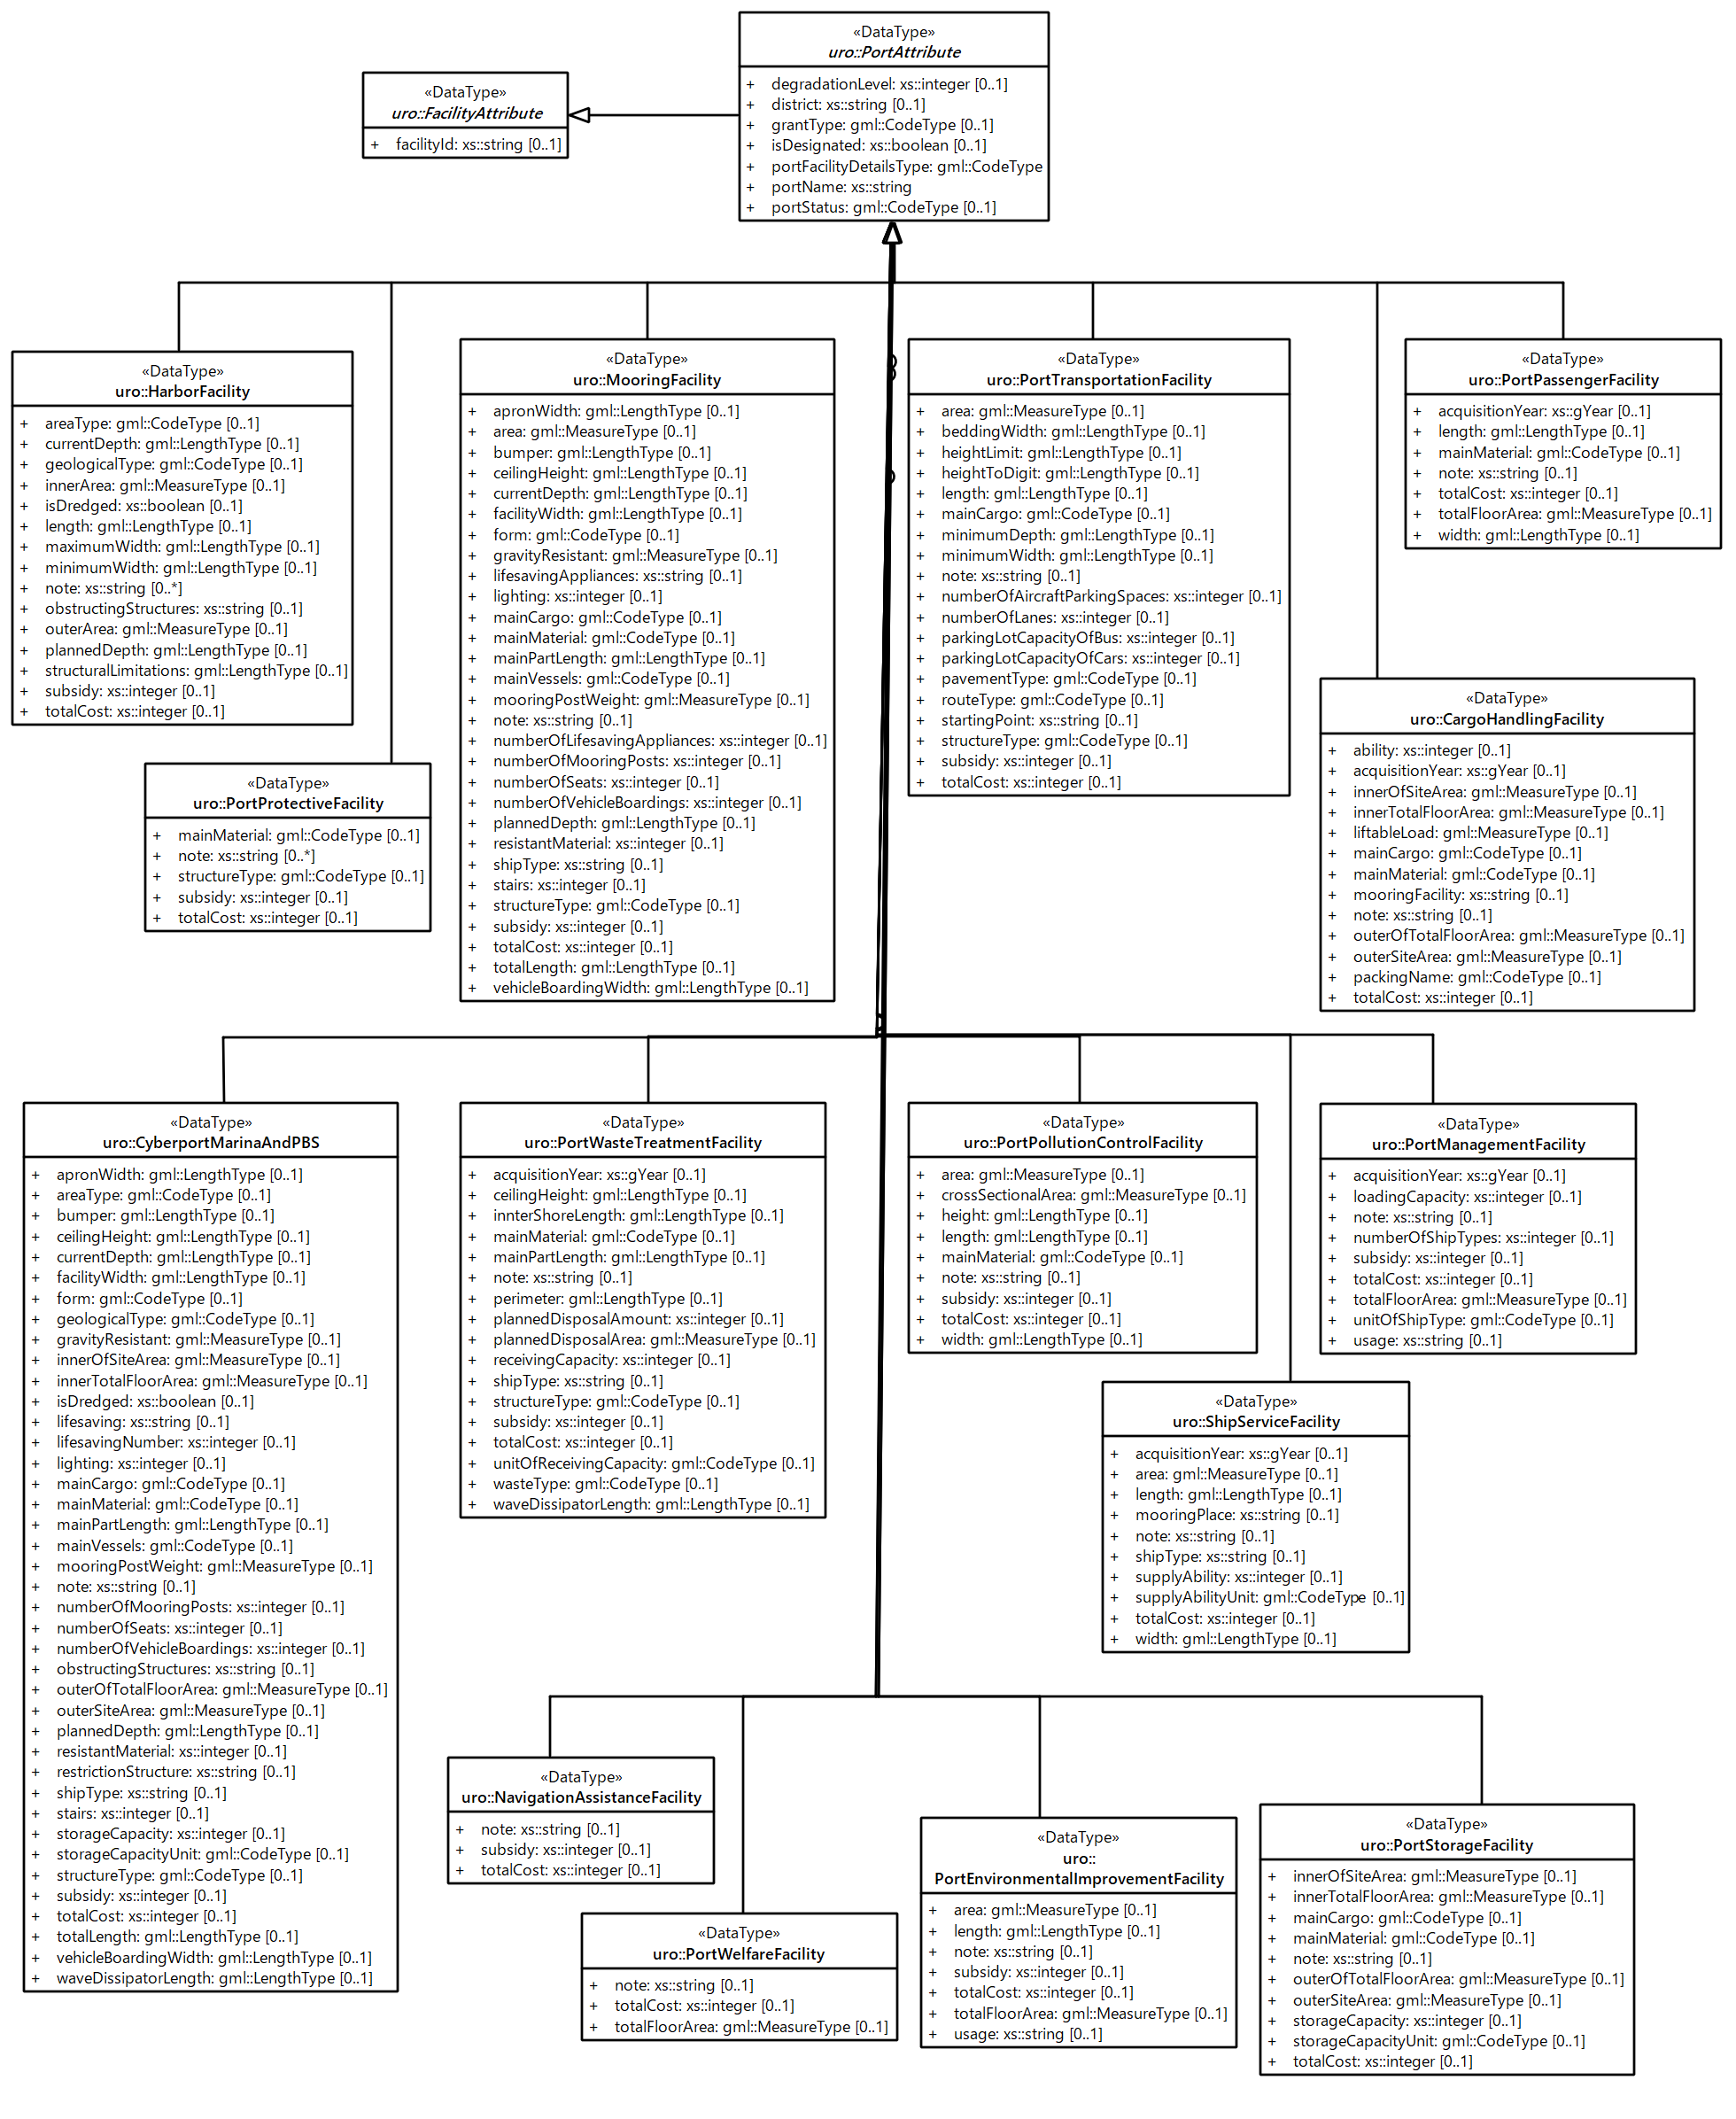 «DataType»
uro::PortAttribute
+ degradationLevel: xs::integer [0..1]
+ district: xs::string [0..1]
+ grantType: gml::CodeType [0..1]
+ isDesignated: xs::boolean [0..1]
+ portFacilityDetailsType: gml::CodeType
+ portName: xs::string
+ portStatus: gml::CodeType [0..1]
«DataType»
uro::FacilityAttribute
+ facilityId: xs::string [0..1]
«DataType»
uro::HarborFacility
+ areaType: gml::CodeType [0..1]
+ currentDepth: gml::LengthType [0..1]
+ geologicalType: gml::CodeType [0..1]
+ innerArea: gml::MeasureType [0..1]
+ isDredged: xs::boolean [0..1]
+ length: gml::LengthType [0..1]
+ maximumWidth: gml::LengthType [0..1]
+ minimumWidth: gml::LengthType [0..1]
+ note: xs::string [0..*]
+ obstructingStructures: xs::string [0..1]
+ outerArea: gml::MeasureType [0..1]
+ plannedDepth: gml::LengthType [0..1]
+ structuralLimitations: gml::LengthType [0..1]
+ subsidy: xs::integer [0..1]
+ totalCost: xs::integer [0..1]
«DataType»
uro::MooringFacility
+ apronWidth: gml::LengthType [0..1]
+ area: gml::MeasureType [0..1]
+ bumper: gml::LengthType [0..1]
+ ceilingHeight: gml::LengthType [0..1]
+ currentDepth: gml::LengthType [0..1]
+ facilityWidth: gml::LengthType [0..1]
+ form: gml::CodeType [0..1]
+ gravityResistant: gml::MeasureType [0..1]
+ lifesavingAppliances: xs::string [0..1]
+ lighting: xs::integer [0..1]
+ mainCargo: gml::CodeType [0..1]
+ mainMaterial: gml::CodeType [0..1]
+ mainPartLength: gml::LengthType [0..1]
+ mainVessels: gml::CodeType [0..1]
+ mooringPostWeight: gml::MeasureType [0..1]
+ note: xs::string [0..1]
+ numberOfLifesavingAppliances: xs::integer [0..1]
+ numberOfMooringPosts: xs::integer [0..1]
+ numberOfSeats: xs::integer [0..1]
+ numberOfVehicleBoardings: xs::integer [0..1]
+ plannedDepth: gml::LengthType [0..1]
+ resistantMaterial: xs::integer [0..1]
+ shipType: xs::string [0..1]
+ stairs: xs::integer [0..1]
+ structureType: gml::CodeType [0..1]
+ subsidy: xs::integer [0..1]
+ totalCost: xs::integer [0..1]
+ totalLength: gml::LengthType [0..1]
+ vehicleBoardingWidth: gml::LengthType [0..1]
«DataType»
uro::PortTransportationFacility
+ area: gml::MeasureType [0..1]
+ beddingWidth: gml::LengthType [0..1]
+ heightLimit: gml::LengthType [0..1]
+ heightToDigit: gml::LengthType [0..1]
+ length: gml::LengthType [0..1]
+ mainCargo: gml::CodeType [0..1]
+ minimumDepth: gml::LengthType [0..1]
+ minimumWidth: gml::LengthType [0..1]
+ note: xs::string [0..1]
+ numberOfAircraftParkingSpaces: xs::integer [0..1]
+ numberOfLanes: xs::integer [0..1]
+ parkingLotCapacityOfBus: xs::integer [0..1]
+ parkingLotCapacityOfCars: xs::integer [0..1]
+ pavementType: gml::CodeType [0..1]
+ routeType: gml::CodeType [0..1]
+ startingPoint: xs::string [0..1]
+ structureType: gml::CodeType [0..1]
+ subsidy: xs::integer [0..1]
+ totalCost: xs::integer [0..1]
«DataType»
uro::PortPassengerFacility
+ acquisitionYear: xs::gYear [0..1]
+ length: gml::LengthType [0..1]
+ mainMaterial: gml::CodeType [0..1]
+ note: xs::string [0..1]
+ totalCost: xs::integer [0..1]
+ totalFloorArea: gml::MeasureType [0..1]
+ width: gml::LengthType [0..1]
«DataType»
uro::CargoHandlingFacility
+ ability: xs::integer [0..1]
+ acquisitionYear: xs::gYear [0..1]
+ innerOfSiteArea: gml::MeasureType [0..1]
+ innerTotalFloorArea: gml::MeasureType [0..1]
+ liftableLoad: gml::MeasureType [0..1]
+ mainCargo: gml::CodeType [0..1]
+ mainMaterial: gml::CodeType [0..1]
+ mooringFacility: xs::string [0..1]
+ note: xs::string [0..1]
+ outerOfTotalFloorArea: gml::MeasureType [0..1]
+ outerSiteArea: gml::MeasureType [0..1]
+ packingName: gml::CodeType [0..1]
+ totalCost: xs::integer [0..1]
«DataType»
uro::PortProtectiveFacility
+ mainMaterial: gml::CodeType [0..1]
+ note: xs::string [0..*]
+ structureType: gml::CodeType [0..1]
+ subsidy: xs::integer [0..1]
+ totalCost: xs::integer [0..1]
«DataType»
uro::CyberportMarinaAndPBS
+ apronWidth: gml::LengthType [0..1]
+ areaType: gml::CodeType [0..1]
+ bumper: gml::LengthType [0..1]
+ ceilingHeight: gml::LengthType [0..1]
+ currentDepth: gml::LengthType [0..1]
+ facilityWidth: gml::LengthType [0..1]
+ form: gml::CodeType [0..1]
+ geologicalType: gml::CodeType [0..1]
+ gravityResistant: gml::MeasureType [0..1]
+ innerOfSiteArea: gml::MeasureType [0..1]
+ innerTotalFloorArea: gml::MeasureType [0..1]
+ isDredged: xs::boolean [0..1]
+ lifesaving: xs::string [0..1]
+ lifesavingNumber: xs::integer [0..1]
+ lighting: xs::integer [0..1]
+ mainCargo: gml::CodeType [0..1]
+ mainMaterial: gml::CodeType [0..1]
+ mainPartLength: gml::LengthType [0..1]
+ mainVessels: gml::CodeType [0..1]
+ mooringPostWeight: gml::MeasureType [0..1]
+ note: xs::string [0..1]
+ numberOfMooringPosts: xs::integer [0..1]
+ numberOfSeats: xs::integer [0..1]
+ numberOfVehicleBoardings: xs::integer [0..1]
+ obstructingStructures: xs::string [0..1]
+ outerOfTotalFloorArea: gml::MeasureType [0..1]
+ outerSiteArea: gml::MeasureType [0..1]
+ plannedDepth: gml::LengthType [0..1]
+ resistantMaterial: xs::integer [0..1]
+ restrictionStructure: xs::string [0..1]
+ shipType: xs::string [0..1]
+ stairs: xs::integer [0..1]
+ storageCapacity: xs::integer [0..1]
+ storageCapacityUnit: gml::CodeType [0..1]
+ structureType: gml::CodeType [0..1]
+ subsidy: xs::integer [0..1]
+ totalCost: xs::integer [0..1]
+ totalLength: gml::LengthType [0..1]
+ vehicleBoardingWidth: gml::LengthType [0..1]
+ waveDissipatorLength: gml::LengthType [0..1]
«DataType»
uro::PortWasteTreatmentFacility
+ acquisitionYear: xs::gYear [0..1]
+ ceilingHeight: gml::LengthType [0..1]
+ innterShoreLength: gml::LengthType [0..1]
+ mainMaterial: gml::CodeType [0..1]
+ mainPartLength: gml::LengthType [0..1]
+ note: xs::string [0..1]
+ perimeter: gml::LengthType [0..1]
+ plannedDisposalAmount: xs::integer [0..1]
+ plannedDisposalArea: gml::MeasureType [0..1]
+ receivingCapacity: xs::integer [0..1]
+ shipType: xs::string [0..1]
+ structureType: gml::CodeType [0..1]
+ subsidy: xs::integer [0..1]
+ totalCost: xs::integer [0..1]
+ unitOfReceivingCapacity: gml::CodeType [0..1]
+ wasteType: gml::CodeType [0..1]
+ waveDissipatorLength: gml::LengthType [0..1]
«DataType»
uro::PortPollutionControlFacility
+ area: gml::MeasureType [0..1]
+ crossSectionalArea: gml::MeasureType [0..1]
+ height: gml::LengthType [0..1]
+ length: gml::LengthType [0..1]
+ mainMaterial: gml::CodeType [0..1]
+ note: xs::string [0..1]
+ subsidy: xs::integer [0..1]
+ totalCost: xs::integer [0..1]
+ width: gml::LengthType [0..1]
«DataType»
uro::PortManagementFacility
+ acquisitionYear: xs::gYear [0..1]
+ loadingCapacity: xs::integer [0..1]
+ note: xs::string [0..1]
+ numberOfShipTypes: xs::integer [0..1]
+ subsidy: xs::integer [0..1]
+ totalCost: xs::integer [0..1]
+ totalFloorArea: gml::MeasureType [0..1]
+ unitOfShipType: gml::CodeType [0..1]
+ usage: xs::string [0..1]
«DataType»
uro::ShipServiceFacility
+ acquisitionYear: xs::gYear [0..1]
+ area: gml::MeasureType [0..1]
+ length: gml::LengthType [0..1]
+ mooringPlace: xs::string [0..1]
+ note: xs::string [0..1]
+ shipType: xs::string [0..1]
+ supplyAbility: xs::integer [0..1]
+ supplyAbilityUnit: gml::CodeType [0..1]
+ totalCost: xs::integer [0..1]
+ width: gml::LengthType [0..1]
«DataType»
uro::NavigationAssistanceFacility
+ note: xs::string [0..1]
+ subsidy: xs::integer [0..1]
+ totalCost: xs::integer [0..1]
«DataType»
uro::PortWelfareFacility
+ note: xs::string [0..1]
+ totalCost: xs::integer [0..1]
+ totalFloorArea: gml::MeasureType [0..1]
«DataType»
uro::
PortEnvironmentalImprovementFacility
+ area: gml::MeasureType [0..1]
+ length: gml::LengthType [0..1]
+ note: xs::string [0..1]
+ subsidy: xs::integer [0..1]
+ totalCost: xs::integer [0..1]
+ totalFloorArea: gml::MeasureType [0..1]
+ usage: xs::string [0..1]
«DataType»
uro::PortStorageFacility
+ innerOfSiteArea: gml::MeasureType [0..1]
+ innerTotalFloorArea: gml::MeasureType [0..1]
+ mainCargo: gml::CodeType [0..1]
+ mainMaterial: gml::CodeType [0..1]
+ note: xs::string [0..1]
+ outerOfTotalFloorArea: gml::MeasureType [0..1]
+ outerSiteArea: gml::MeasureType [0..1]
+ storageCapacity: xs::integer [0..1]
+ storageCapacityUnit: gml::CodeType [0..1]
+ totalCost: xs::integer [0..1]